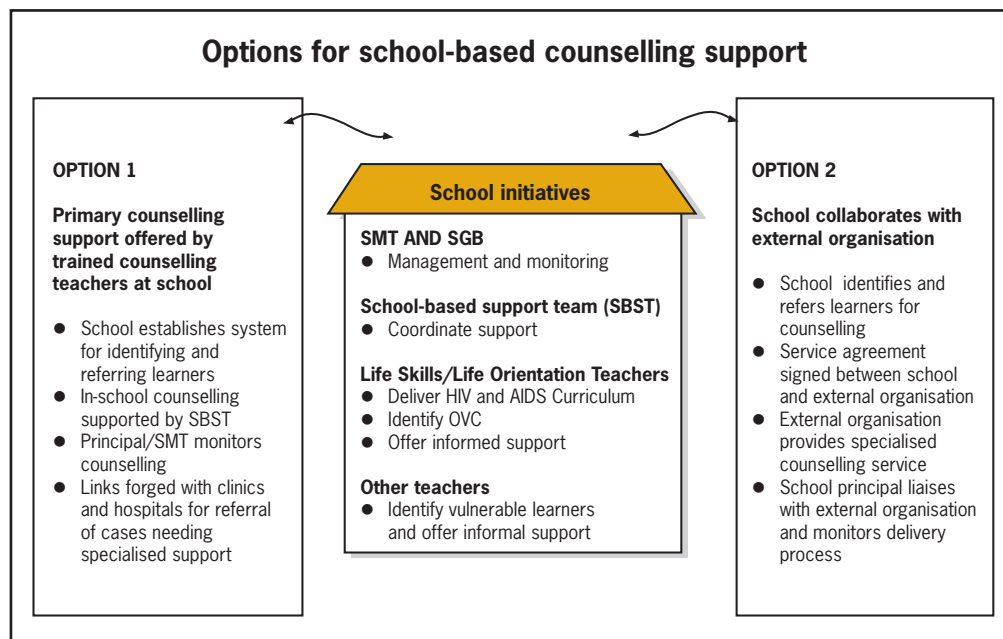 Options for school-based counselling support
OPTION 1
Primary counselling
support offered by
trained counselling
teachers at school
● School establishes system
for identifying and
referring learners
● In-school counselling
supported by SBST
● Principal/SMT monitors
counselling
● Links forged with clinics
and hospitals for referral
of cases needing
specialised support
School initiatives
SMT AND SGB
● Management and monitoring
School-based support team (SBST)
● Coordinate support
Life Skills/Life Orientation Teachers
● Deliver HIV and AIDS Curriculum
● Identify OVC
● Offer informed support
Other teachers
● Identify vulnerable learners
and offer informal support
OPTION 2
School collaborates with
external organisation
● School identifies and
refers learners for
counselling
● Service agreement
signed between school
and external organisation
● External organisation
provides specialised
counselling service
● School principal liaises
with external organisation
and monitors delivery
process